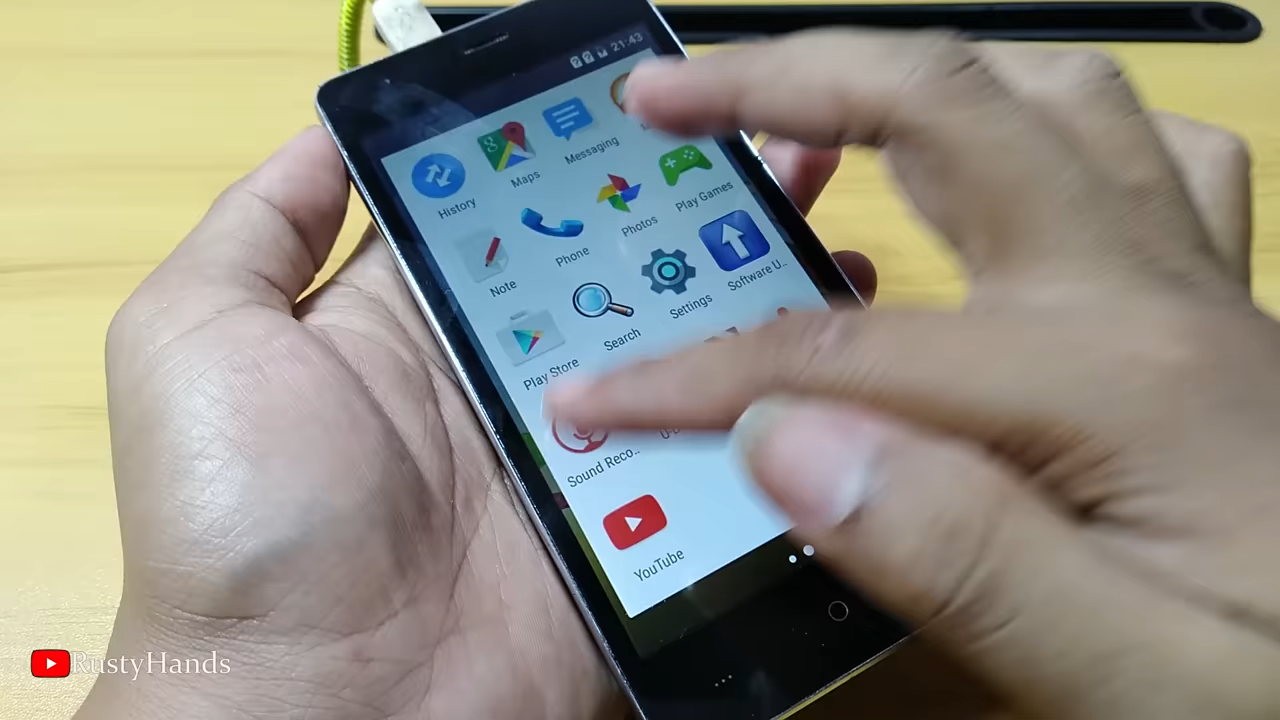 21:43
History
Maps
Messaging
Note
Phone
Photos
Play Games
Play Store
Search
Settings
Software U..
Sound Reco..
YouTube
RustyHands